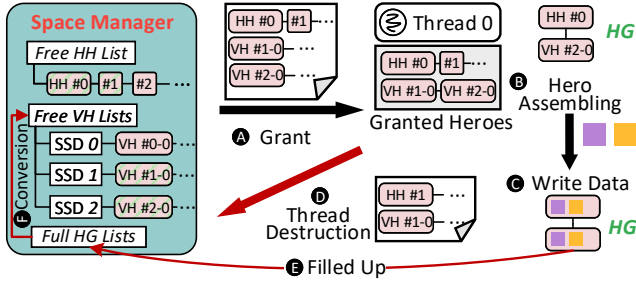 Space Manager
Free HH List
HH #0 #1 #2 ...
Free VH Lists
SSD 0 VH #0-0 ...
SSD 1 VH #1-0 ...
SSD 2 VH #2-0 ...
Full HG Lists
F Conversion
HH #0 #1 ...
VH #1-0 ...
VH #2-0 ...
A Grant
Thread 0
HH #0 #1 ...
VH #1-0 VH #2-0 ...
Granted Heroes
HH #0
VH #2-0
HG
B Hero
Assembling
C Write Data
HG
D Thread
Destruction
HH #1 ...
VH #1-0 ...
E Filled Up